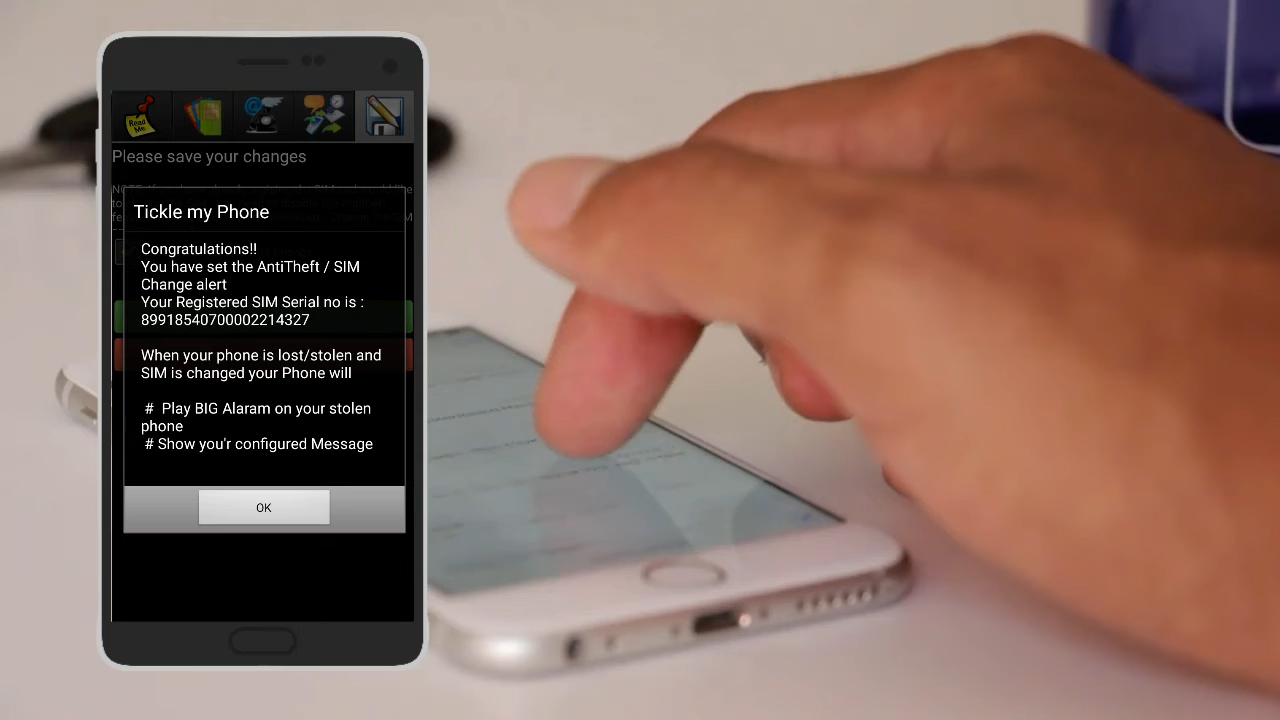 Read Me
Please save your changes
Tickle my Phone
Congratulations!!
You have set the AntiTheft / SIM
Change alert
Your Registered SIM Serial no is :
89918540700002214327
When your phone is lost/stolen and
SIM is changed your Phone will
# Play BIG Alaram on your stolen
phone
# Show you'r configured Message
OK